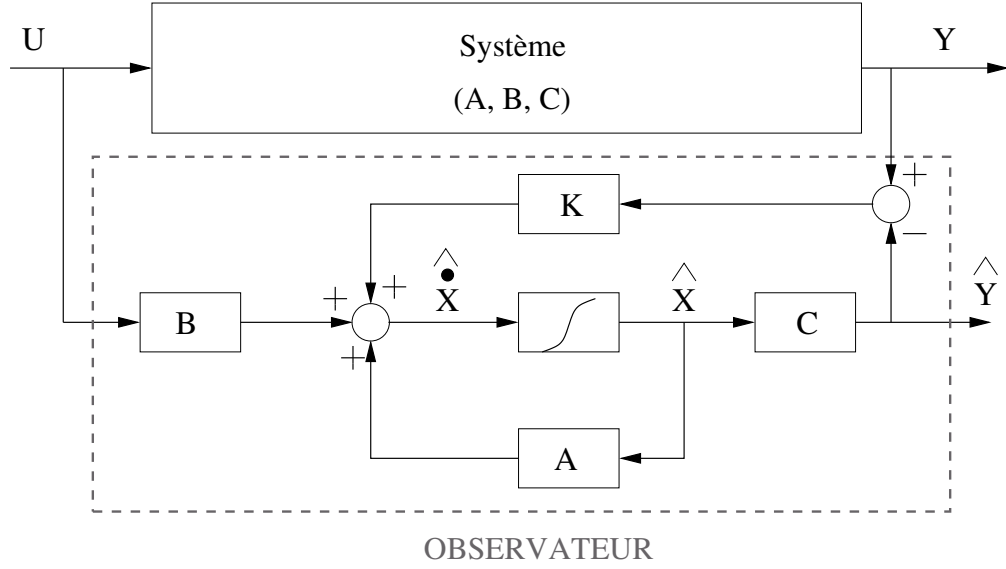 U
Système
(A, B, C)
Y
+
K
−
+
+
Ẋ̂
X̂
Ŷ
B
C
+
A
OBSERVATEUR